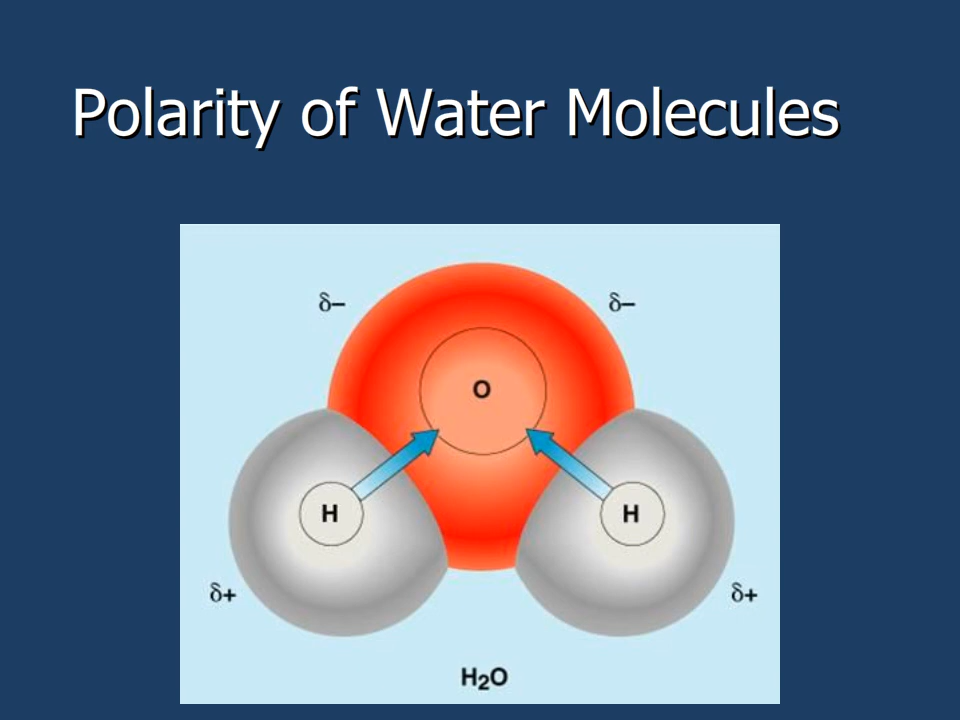 Polarity of Water Molecules
δ– δ–
O
H H
δ+ δ+
H₂O